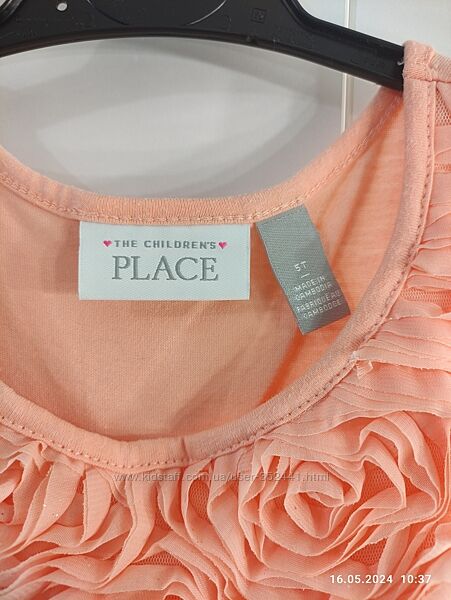 ♥THE CHILDREN'S♥
PLACE
5T
MADE IN
CAMBODIA
FABRIQUÉ AU
CAMBODGE
www.kidstaff.com.ua/user-352441.html
16.05.2024 10:37